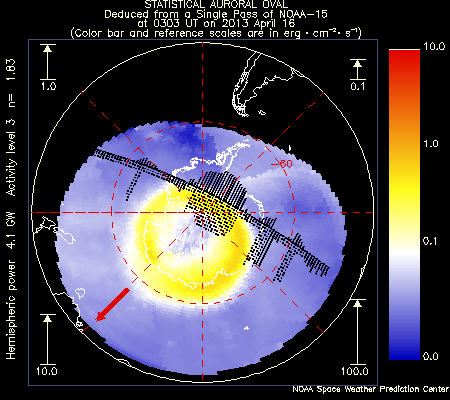 STATISTICAL AURORAL OVAL
Deduced from a Single Pass of NOAA-15
at 0303 UT on 2013 April 16
(Color bar and reference scales are in erg·cm⁻²·s⁻¹)
1.0
0.1
10.0
1.0
0.1
0.0
-60
Hemispheric power 4.1 GW Activity level 3 n= 1.83
10.0
100.0
NOAA Space Weather Prediction Center